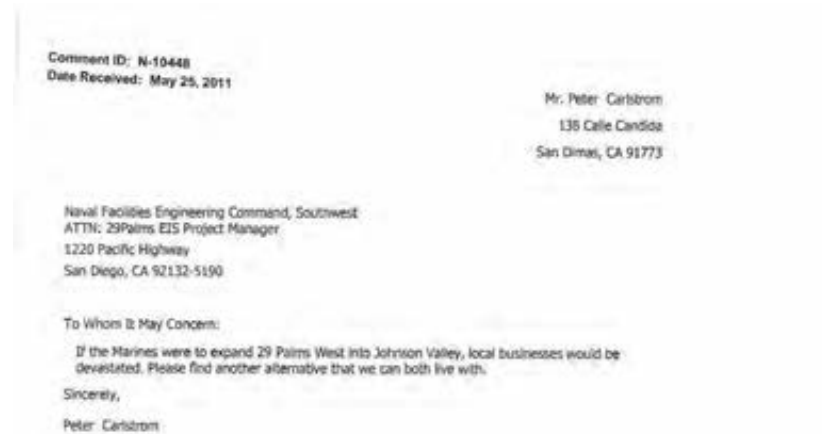 Comment ID: N-10448
Date Received: May 25, 2011
Mr. Peter Carlstrom
138 Calle Candida
San Dimas, CA 91773
Naval Facilities Engineering Command, Southwest
ATTN: 29Palms EIS Project Manager
1220 Pacific Highway
San Diego, CA 92132-5190
To Whom It May Concern:
If the Marines were to expand 29 Palms West into Johnson Valley, local businesses would be
devastated. Please find another alternative that we can both live with.
Sincerely,
Peter Carlstrom